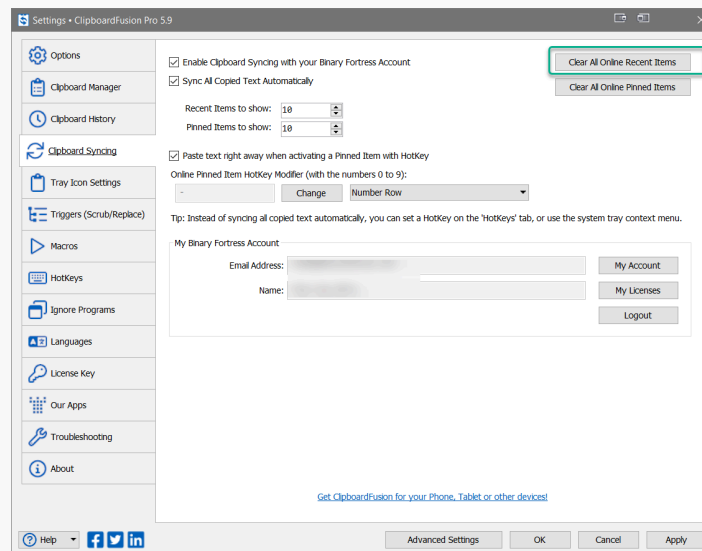 Settings • ClipboardFusion Pro 5.9
Options
Clipboard Manager
Clipboard History
Clipboard Syncing
Tray Icon Settings
Triggers (Scrub/Replace)
Macros
HotKeys
Ignore Programs
Languages
License Key
Our Apps
Troubleshooting
About
Enable Clipboard Syncing with your Binary Fortress Account
Clear All Online Recent Items
Sync All Copied Text Automatically
Clear All Online Pinned Items
Recent Items to show: 10
Pinned Items to show: 10
Paste text right away when activating a Pinned Item with HotKey
Online Pinned Item HotKey Modifier (with the numbers 0 to 9):
- Change Number Row
Tip: Instead of syncing all copied text automatically, you can set a HotKey on the 'HotKeys' tab, or use the system tray context menu.
My Binary Fortress Account
Email Address: My Account
Name: My Licenses
Logout
Get ClipboardFusion for your Phone, Tablet or other devices!
Help Advanced Settings OK Cancel Apply